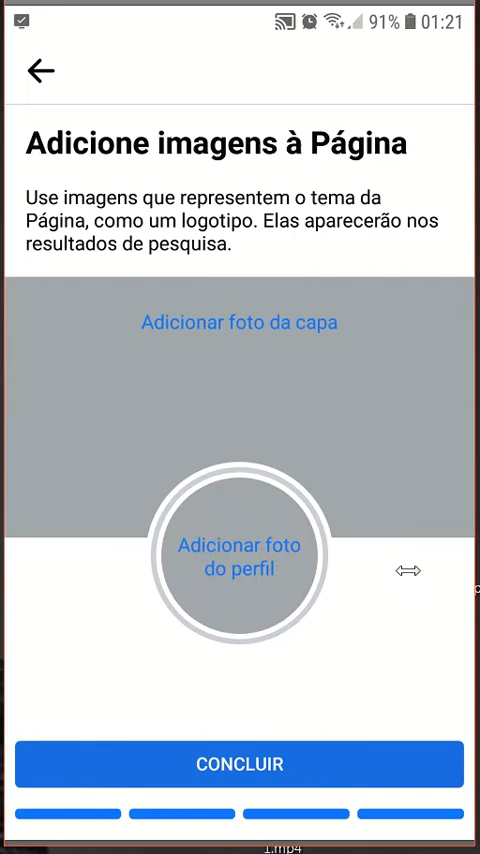 91% 01:21
Adicione imagens à Página
Use imagens que representem o tema da
Página, como um logotipo. Elas aparecerão nos
resultados de pesquisa.
Adicionar foto da capa
Adicionar foto
do perfil
CONCLUIR
1.mp4